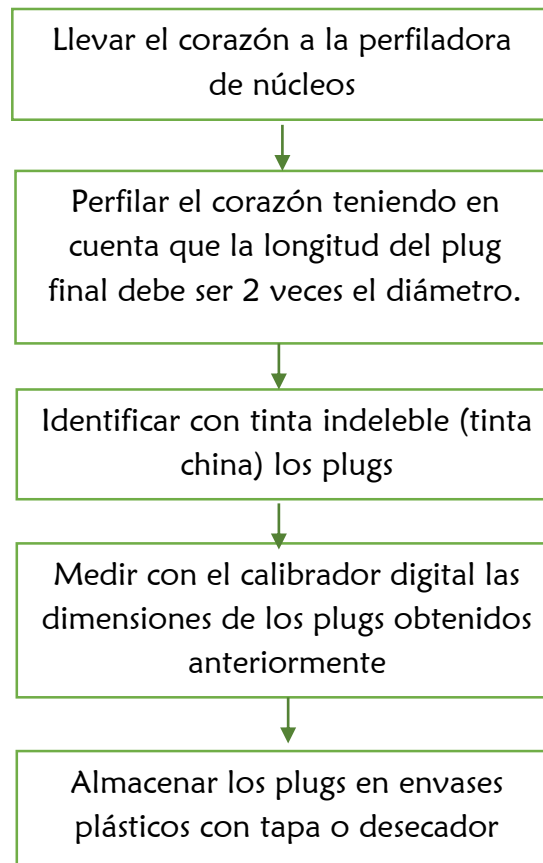 Llevar el corazón a la perfiladora
de núcleos
Perfilar el corazón teniendo en
cuenta que la longitud del plug
final debe ser 2 veces el diámetro.
Identificar con tinta indeleble (tinta
china) los plugs
Medir con el calibrador digital las
dimensiones de los plugs obtenidos
anteriormente
Almacenar los plugs en envases
plásticos con tapa o desecador